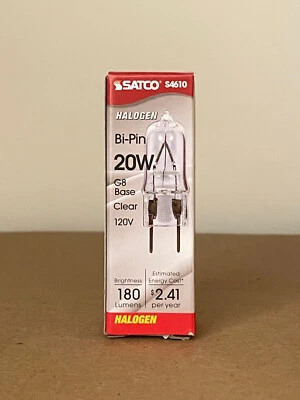 SATCO S4610
HALOGEN
Bi-Pin
20W
G8
Base
Clear
120V
Brightness
180
Lumens
Estimated
Energy Cost*
$2.41
per year
HALOGEN